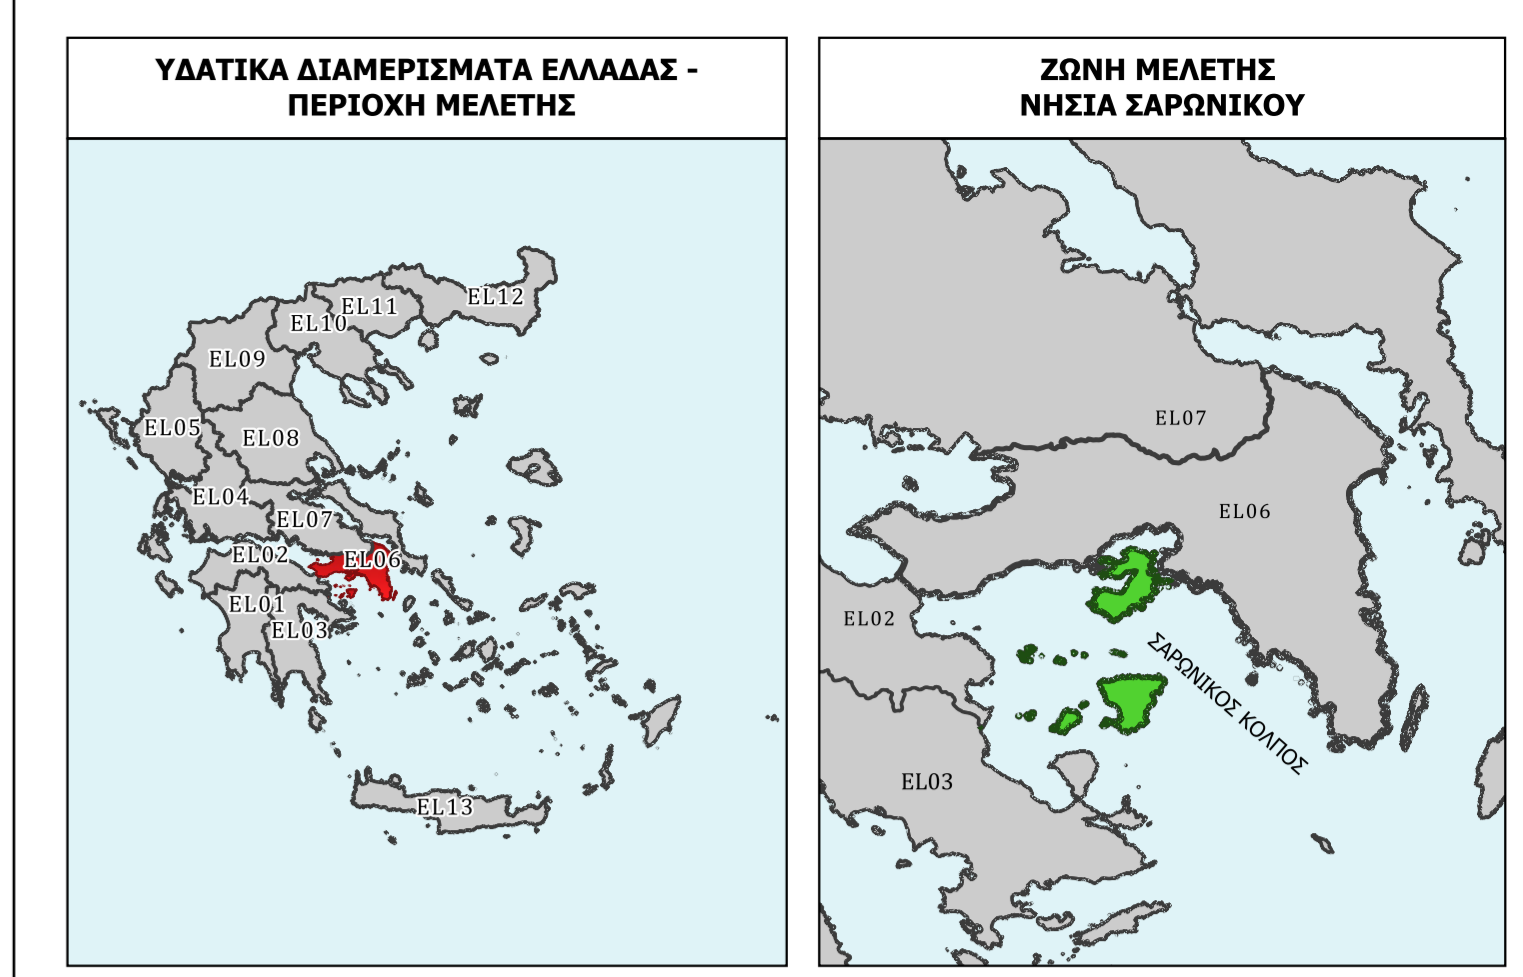 ΥΔΑΤΙΚΑ ΔΙΑΜΕΡΙΣΜΑΤΑ ΕΛΛΑΔΑΣ -
ΠΕΡΙΟΧΗ ΜΕΛΕΤΗΣ
EL12
EL11
EL10
EL09
EL05
EL08
EL04
EL07
EL02
EL06
EL01
EL03
EL13
ΖΩΝΗ ΜΕΛΕΤΗΣ
ΝΗΣΙΑ ΣΑΡΩΝΙΚΟΥ
EL07
EL06
EL02
ΣΑΡΩΝΙΚΟΣ ΚΟΛΠΟΣ
EL03